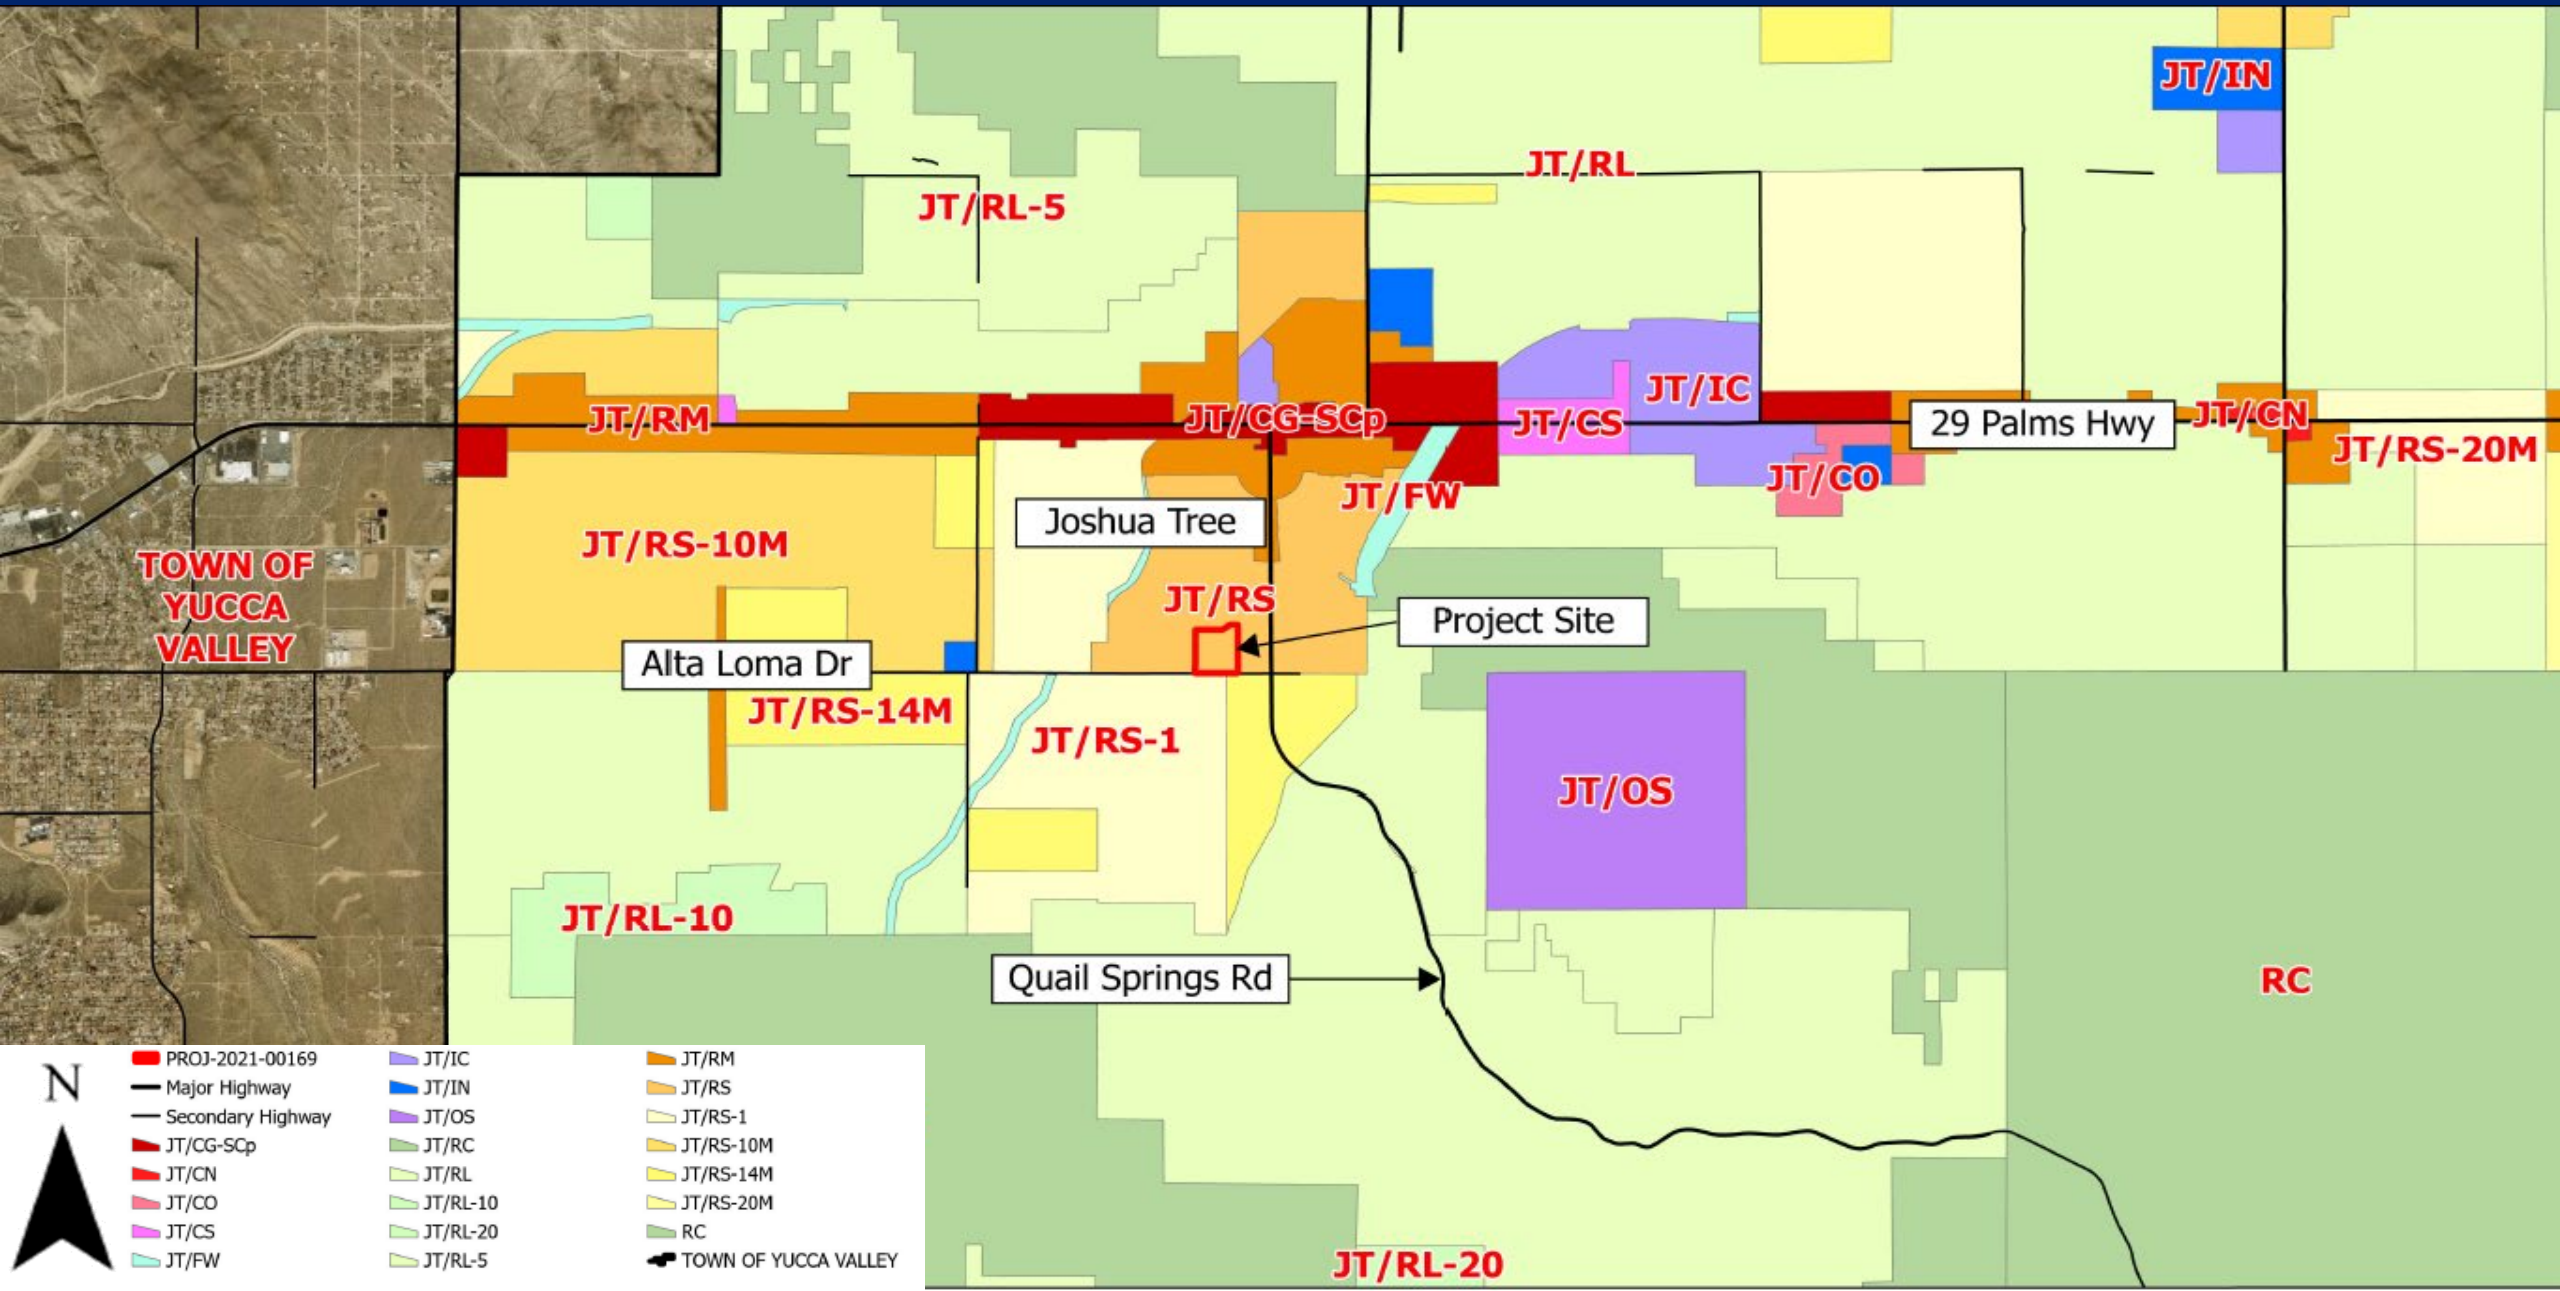 JT/IN
JT/RL
JT/RL-5
JT/IC
JT/RM
JT/CG-SCp
JT/CS
29 Palms Hwy
JT/CN
JT/RS-20M
JT/CO
JT/FW
Joshua Tree
JT/RS-10M
TOWN OF
YUCCA
VALLEY
JT/RS
Project Site
Alta Loma Dr
JT/RS-14M
JT/RS-1
JT/OS
JT/RL-10
Quail Springs Rd
RC
JT/RL-20
N
PROJ-2021-00169
Major Highway
Secondary Highway
JT/CG-SCp
JT/CN
JT/CO
JT/CS
JT/FW
JT/IC
JT/IN
JT/OS
JT/RC
JT/RL
JT/RL-10
JT/RL-20
JT/RL-5
JT/RM
JT/RS
JT/RS-1
JT/RS-10M
JT/RS-14M
JT/RS-20M
RC
TOWN OF YUCCA VALLEY